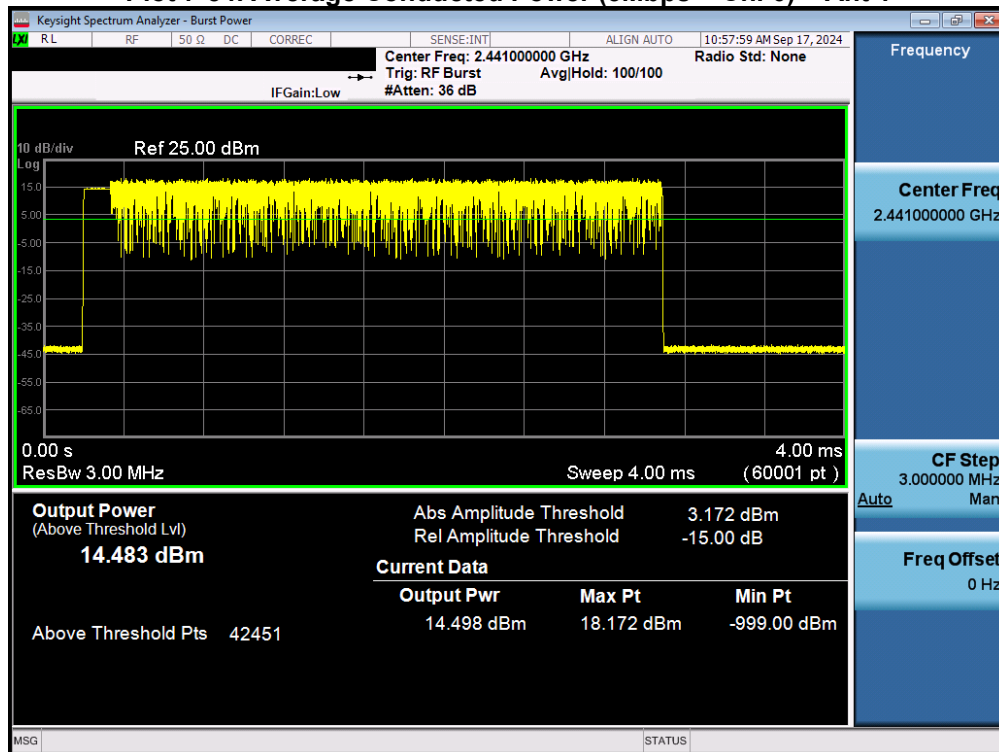 Keysight Spectrum Analyzer - Burst Power
LXI RL RF 50 Ω DC CORREC SENSE:INT ALIGN AUTO 10:57:59 AM Sep 17, 2024
Center Freq: 2.441000000 GHz Radio Std: None
Trig: RF Burst Avg|Hold: 100/100
IFGain:Low #Atten: 36 dB
Frequency
10 dB/div Ref 25.00 dBm
Log
15.0
5.00
-5.00
-15.0
-25.0
-35.0
-45.0
-55.0
-65.0
0.00 s 4.00 ms
ResBw 3.00 MHz Sweep 4.00 ms (60001 pt)
Center Freq
2.441000000 GHz
CF Step
3.000000 MHz
Auto Man
Freq Offset
0 Hz
Output Power
(Above Threshold Lvl)
14.483 dBm
Above Threshold Pts 42451
Abs Amplitude Threshold 3.172 dBm
Rel Amplitude Threshold -15.00 dB
Current Data
Output Pwr Max Pt Min Pt
14.498 dBm 18.172 dBm -999.00 dBm
MSG STATUS